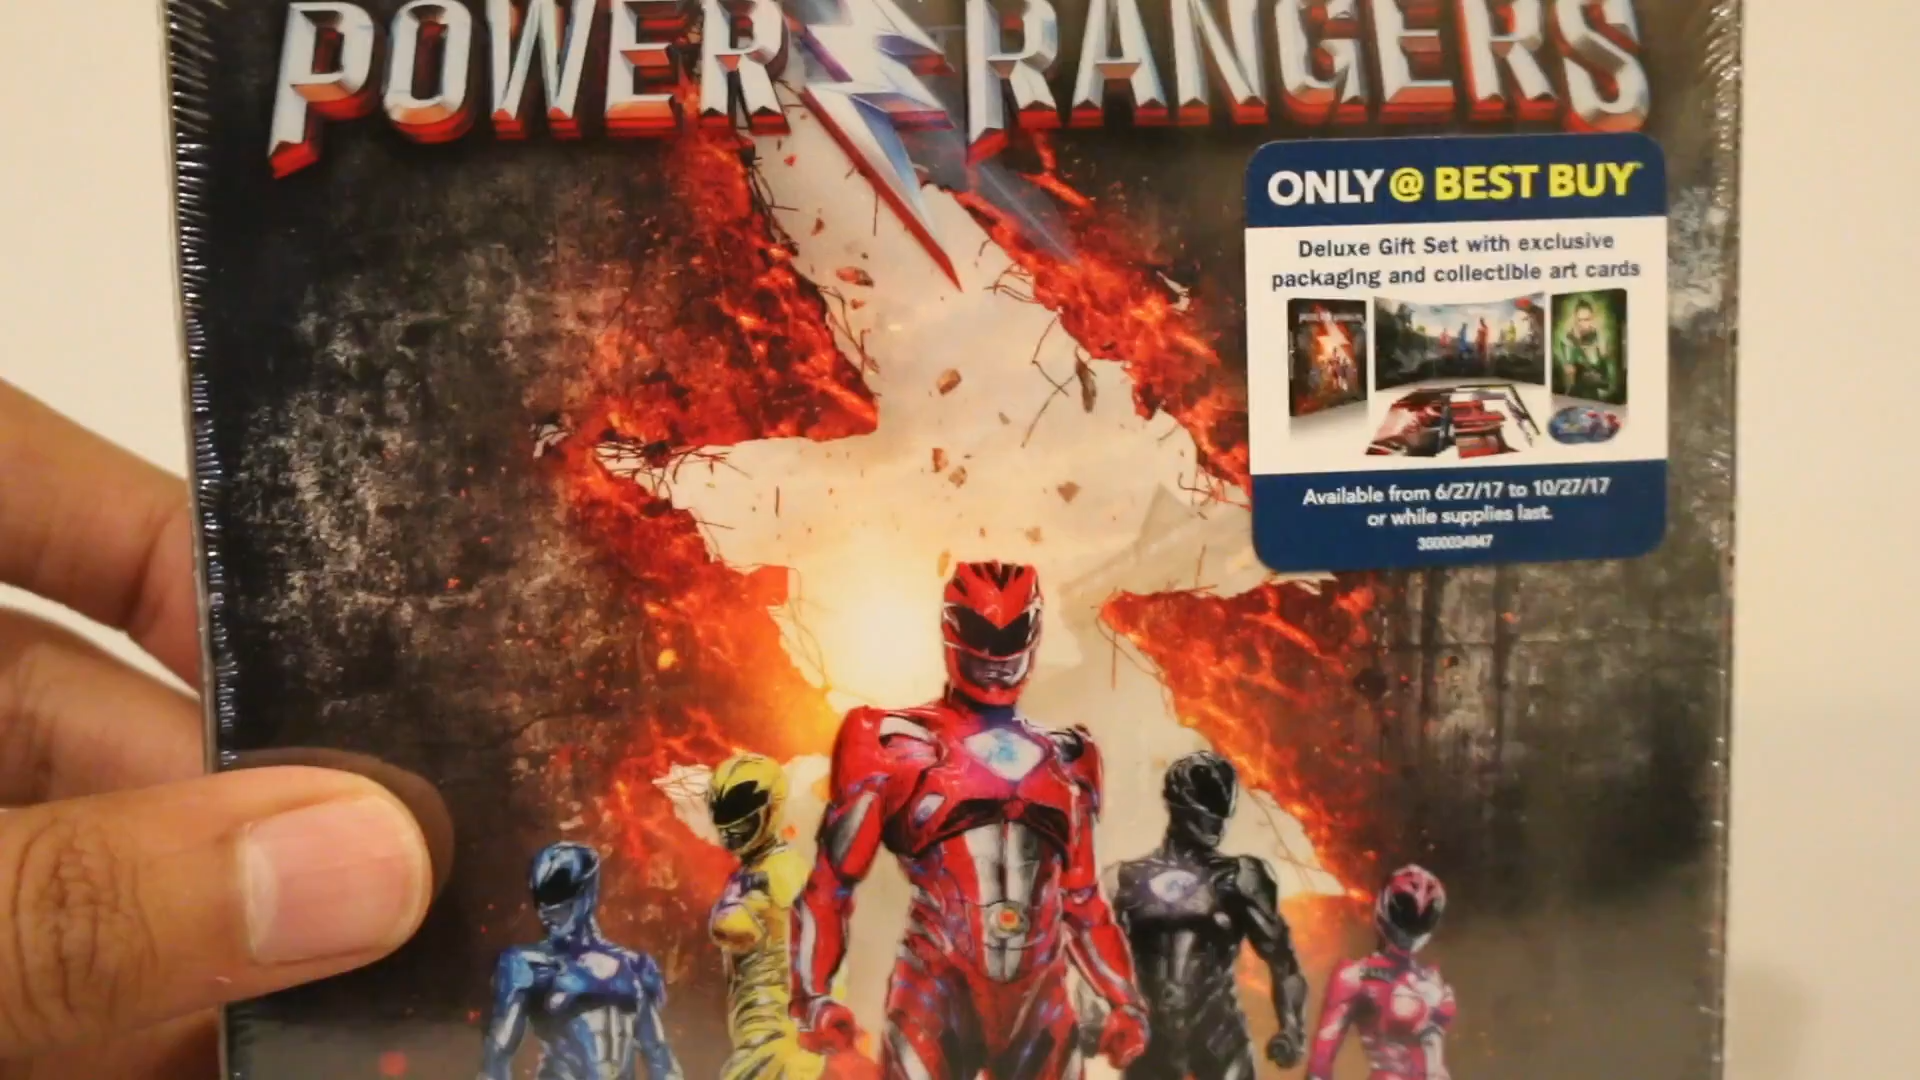 POWER RANGERS
ONLY @ BEST BUY
Deluxe Gift Set with exclusive
packaging and collectible art cards
Available from 6/27/17 to 10/27/17
or while supplies last.